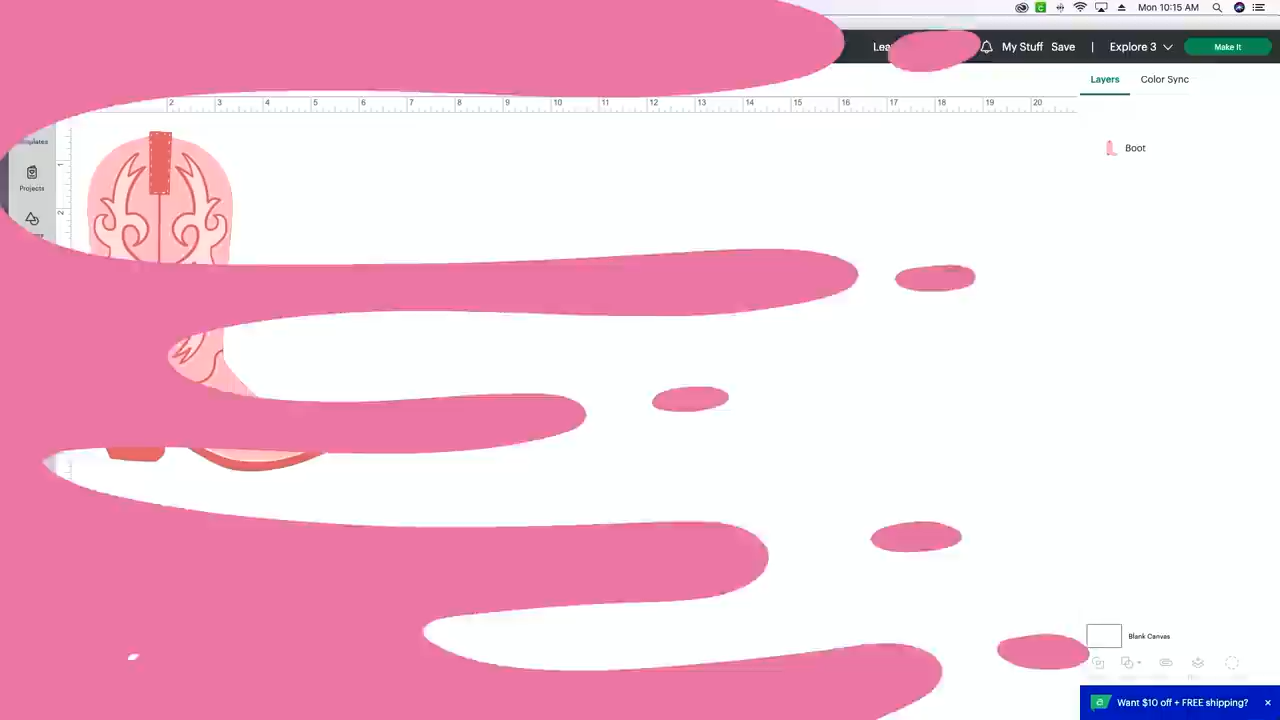 Mon 10:15 AM
My Stuff Save | Explore 3 Make It
Layers Color Sync
2 3 4 5 6 7 8 9 10 11 12 13 14 15 16 17 18 19 20
1
Boot
Projects
2
Blank Canvas
Want $10 off + FREE shipping? ×